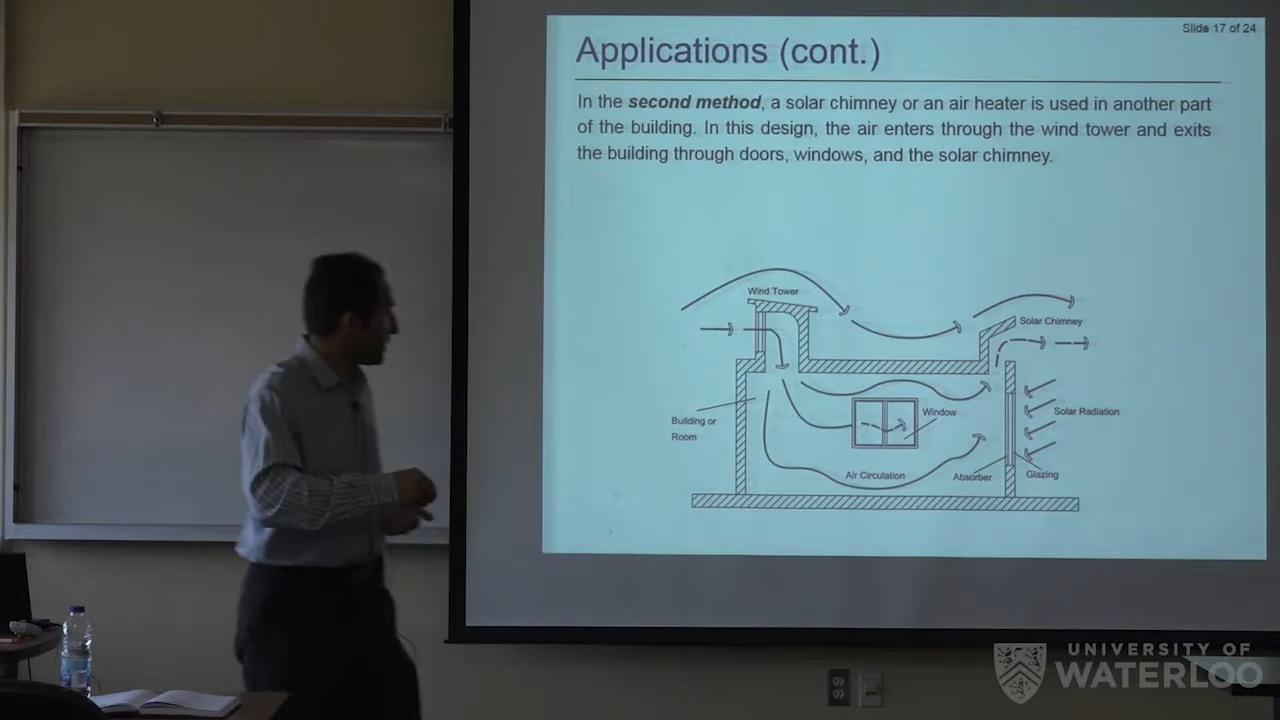 Slide 17 of 24
Applications (cont.)
In the second method, a solar chimney or an air heater is used in another part
of the building. In this design, the air enters through the wind tower and exits
the building through doors, windows, and the solar chimney.
Wind Tower
Solar Chimney
Building or
Room
Window
Solar Radiation
Air Circulation
Absorber
Glazing
UNIVERSITY OF
WATERLOO